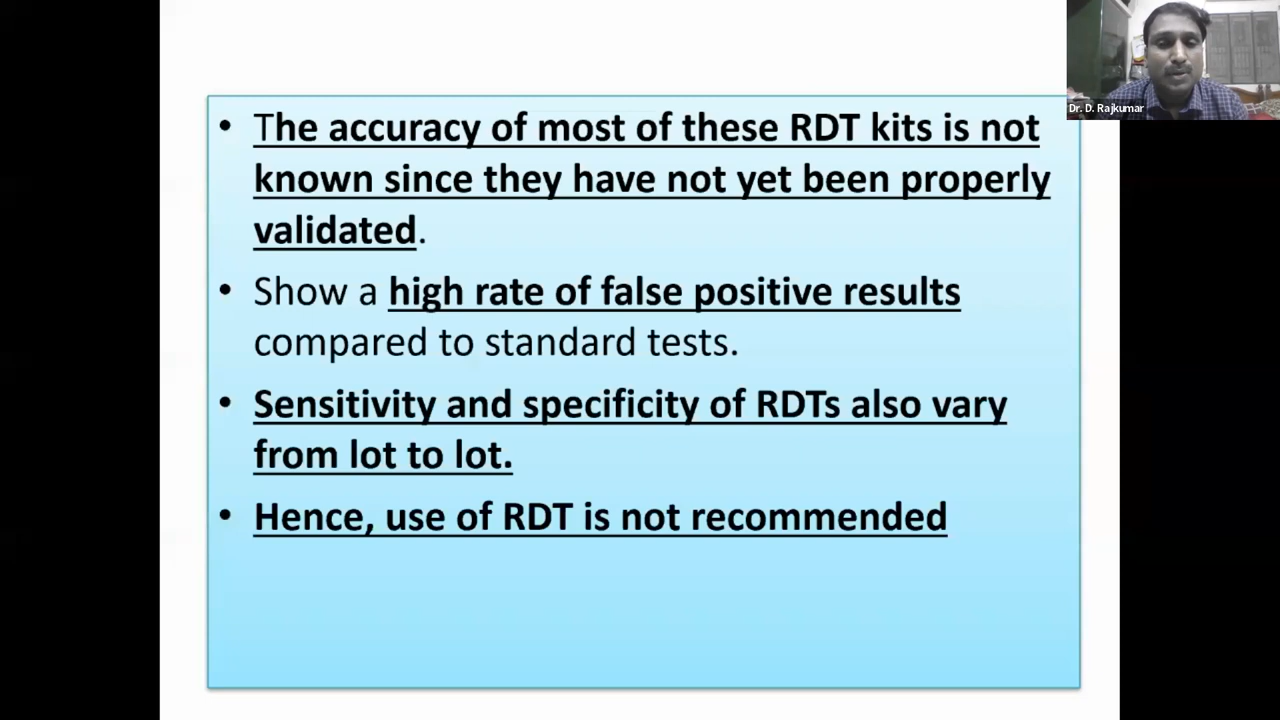 Dr. D. Rajkumar
• The accuracy of most of these RDT kits is not
known since they have not yet been properly
validated.
• Show a high rate of false positive results
compared to standard tests.
• Sensitivity and specificity of RDTs also vary
from lot to lot.
• Hence, use of RDT is not recommended